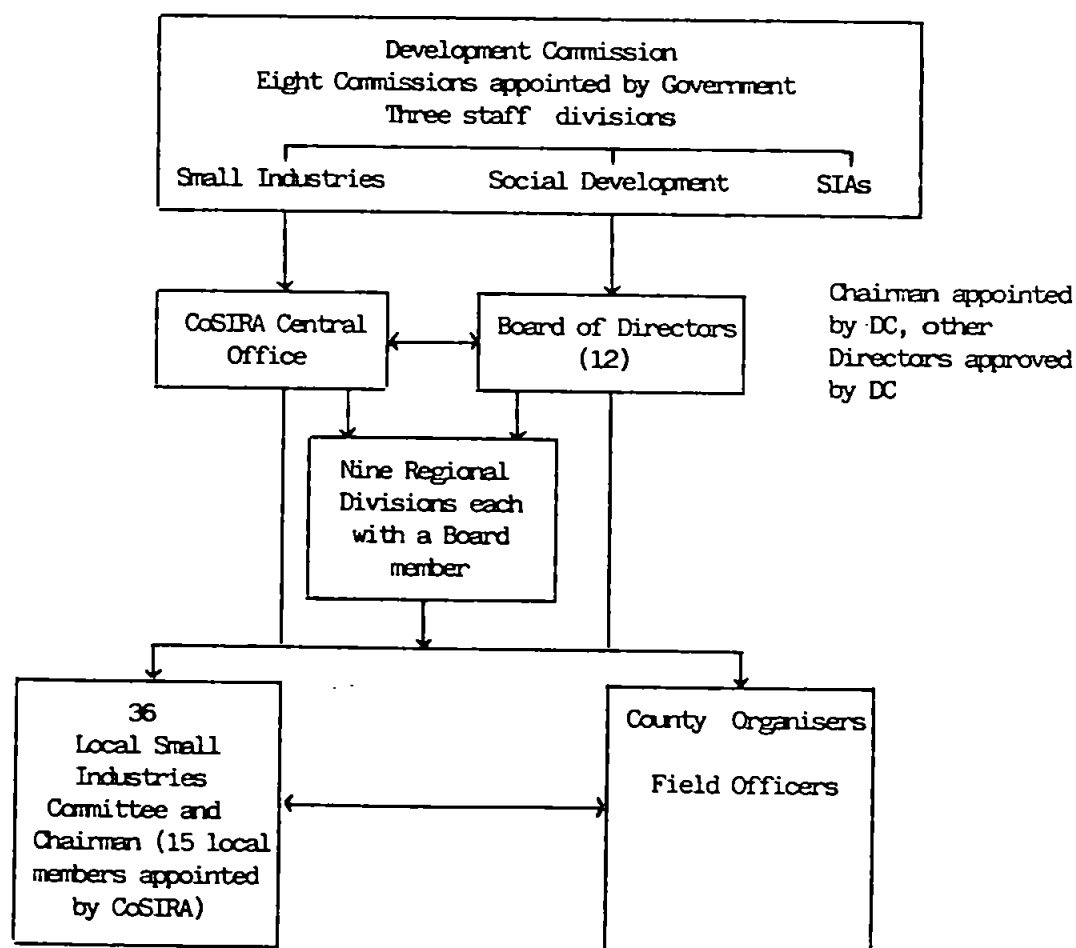 Development Commission
Eight Commissions appointed by Government
Three staff divisions
Small Industries Social Development SIAs
CoSIRA Central
Office
Board of Directors
(12)
Chairman appointed
by DC, other
Directors approved
by DC
Nine Regional
Divisions each
with a Board
member
36
Local Small
Industries
Committee and
Chairman (15 local
members appointed
by CoSIRA)
County Organisers
Field Officers